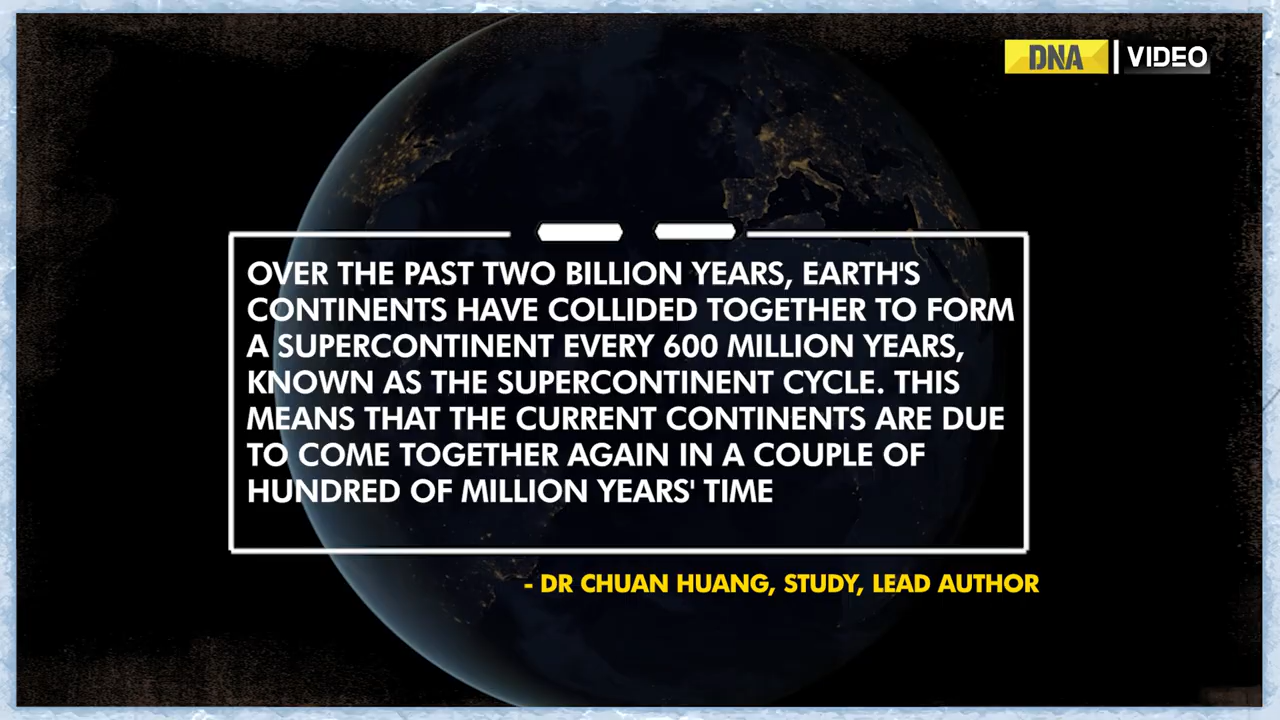 DNA VIDEO
OVER THE PAST TWO BILLION YEARS, EARTH'S
CONTINENTS HAVE COLLIDED TOGETHER TO FORM
A SUPERCONTINENT EVERY 600 MILLION YEARS,
KNOWN AS THE SUPERCONTINENT CYCLE. THIS
MEANS THAT THE CURRENT CONTINENTS ARE DUE
TO COME TOGETHER AGAIN IN A COUPLE OF
HUNDRED OF MILLION YEARS' TIME
- DR CHUAN HUANG, STUDY, LEAD AUTHOR